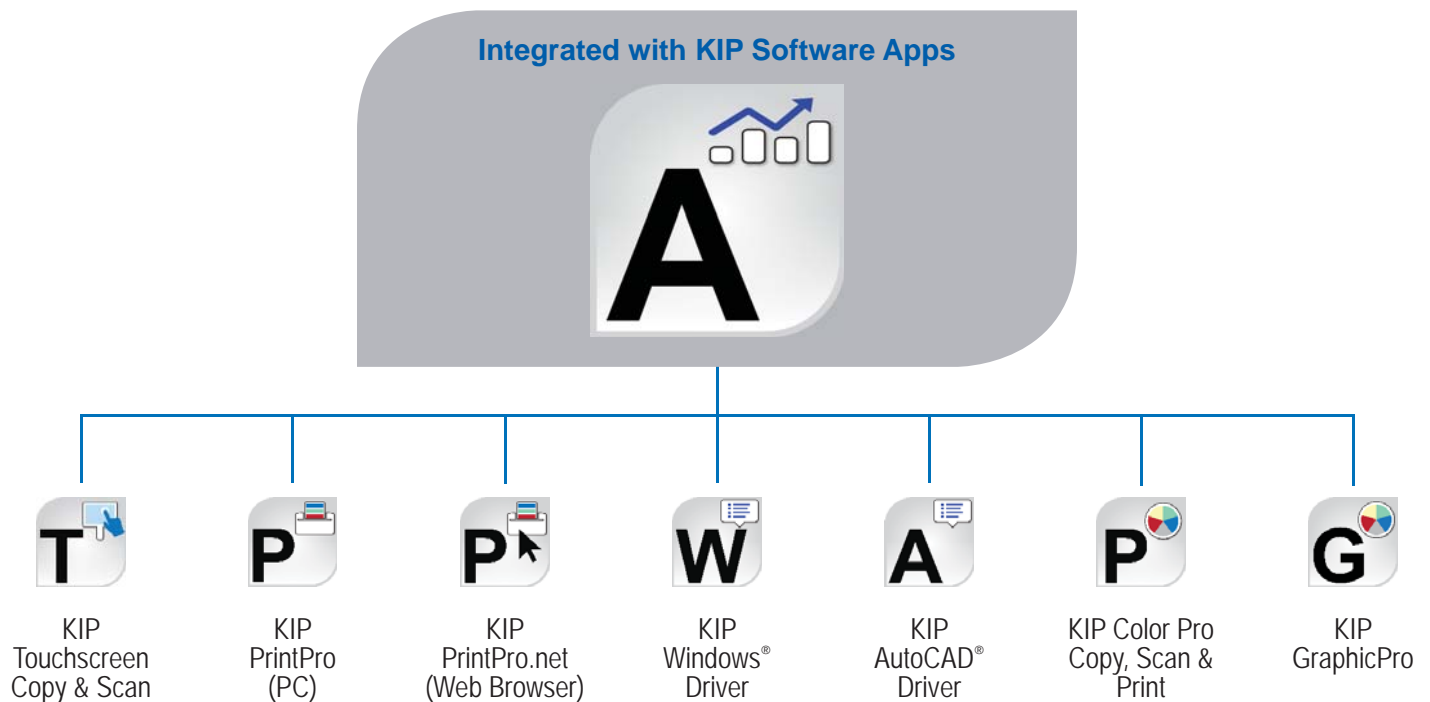 Integrated with KIP Software Apps
A
T
P
P
W
A
P
G
KIP
Touchscreen
Copy & Scan
KIP
PrintPro
(PC)
KIP
PrintPro.net
(Web Browser)
KIP
Windows®
Driver
KIP
AutoCAD®
Driver
KIP Color Pro
Copy, Scan &
Print
KIP
GraphicPro